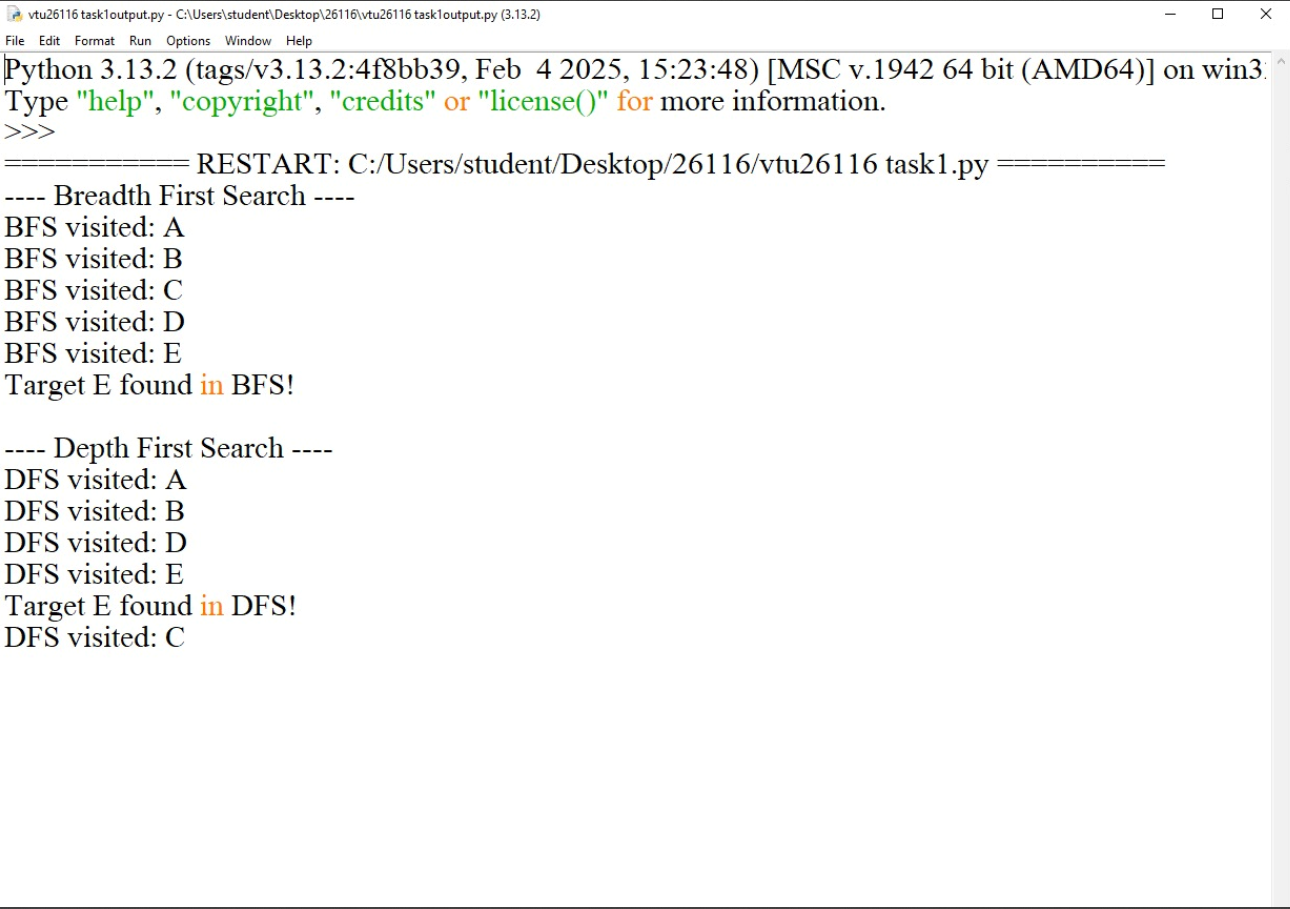 vtu26116 task1output.py - C:\Users\student\Desktop\26116\vtu26116 task1output.py (3.13.2)
File Edit Format Run Options Window Help
Python 3.13.2 (tags/v3.13.2:4f8bb39, Feb  4 2025, 15:23:48) [MSC v.1942 64 bit (AMD64)] on win3
Type "help", "copyright", "credits" or "license()" for more information.
>>>
=========== RESTART: C:/Users/student/Desktop/26116/vtu26116 task1.py ==========
---- Breadth First Search ----
BFS visited: A
BFS visited: B
BFS visited: C
BFS visited: D
BFS visited: E
Target E found in BFS!
---- Depth First Search ----
DFS visited: A
DFS visited: B
DFS visited: D
DFS visited: E
Target E found in DFS!
DFS visited: C